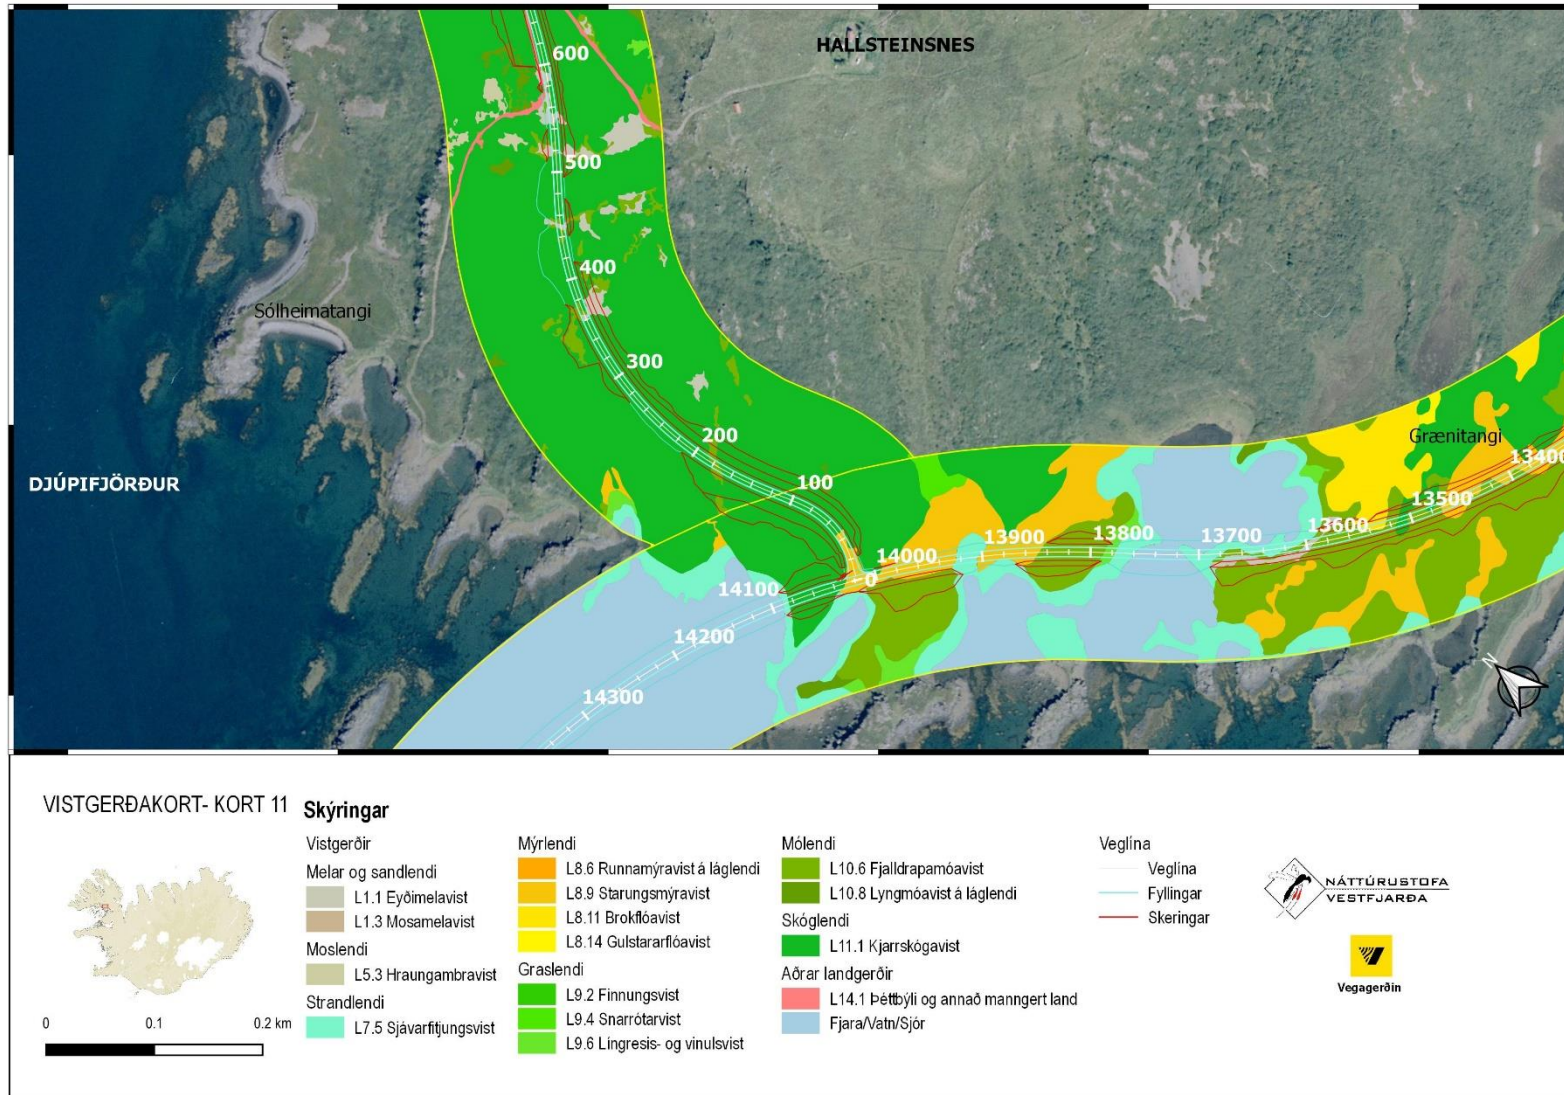 HALLSTEINSNES
600
500
400
Sólheimatangi
300
200
100
0
DJÚPIFJÖRÐUR
Grænitangi
13400
13500
13600
13700
13800
13900
14000
14100
14200
14300
N
VISTGERÐAKORT- KORT 11
0 0.1 0.2 km
Skýringar
Vistgerðir
Melar og sandlendi
L1.1 Eyðimelavist
L1.3 Mosamelavist
Moslendi
L5.3 Hraungambravist
Strandlendi
L7.5 Sjávarfitjungsvist
Mýrlendi
L8.6 Runnamýravist á láglendi
L8.9 Starungsmýravist
L8.11 Brokflóavist
L8.14 Gulstararflóavist
Graslendi
L9.2 Finnungsvist
L9.4 Snarrótarvist
L9.6 Língresis- og vinulsvist
Mólendi
L10.6 Fjalldrapamóavist
L10.8 Lyngmóavist á láglendi
Skóglendi
L11.1 Kjarrskógavist
Aðrar landgerðir
L14.1 Þéttbýli og annað manngert land
Fjara/Vatn/Sjór
Veglína
Veglína
Fyllingar
Skeringar
NÁTTÚRUSTOFA
VESTFJARÐA
Vegagerðin